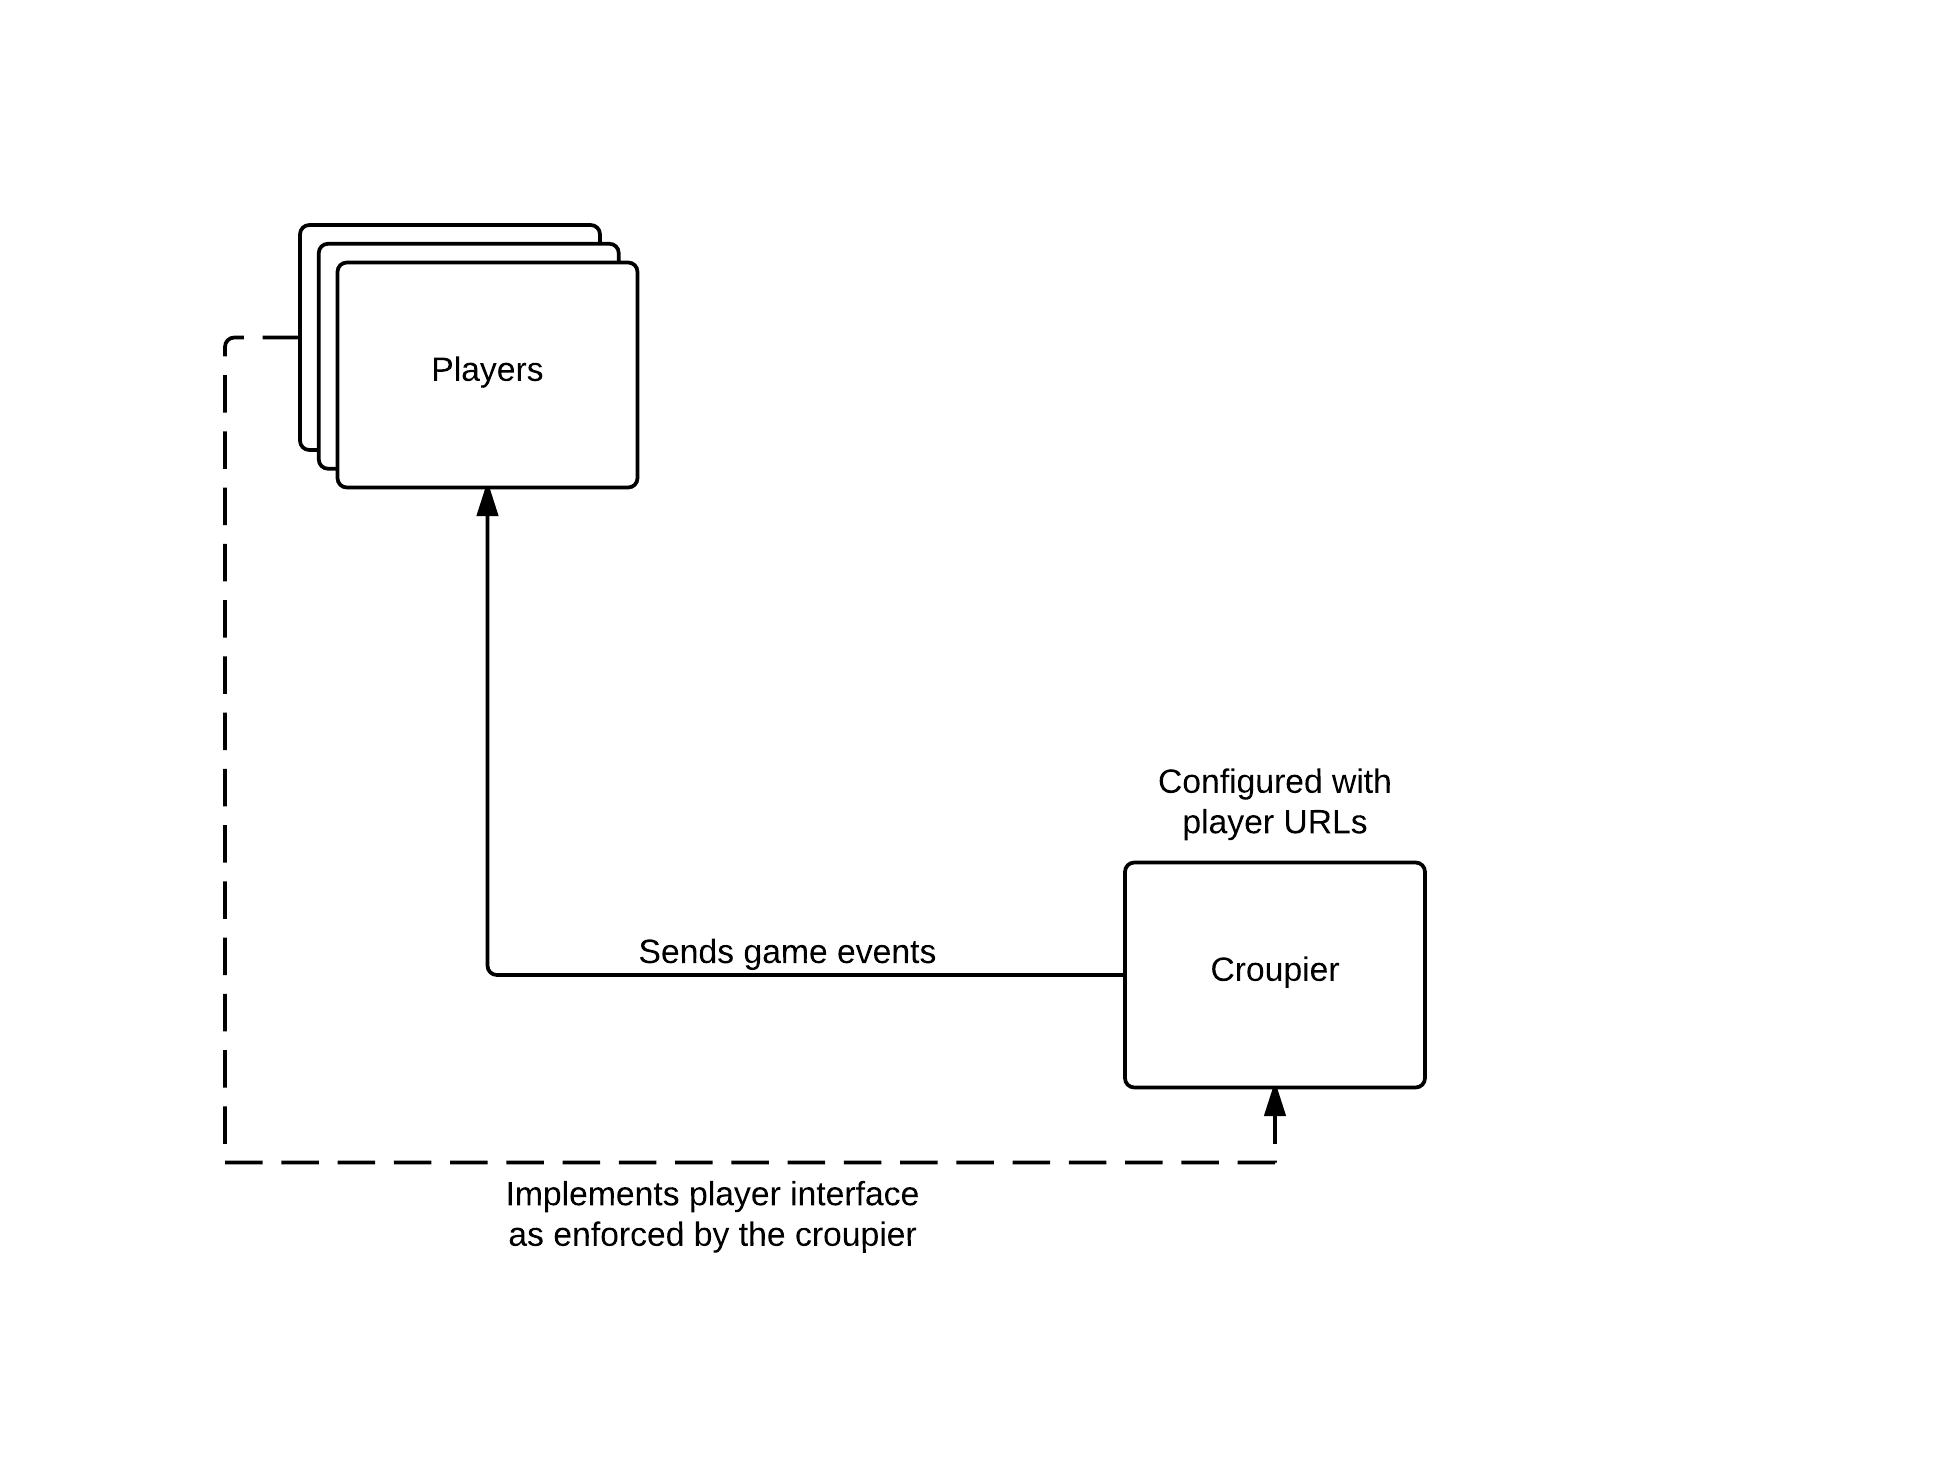 Players
Configured with
player URLs
Sends game events
Croupier
Implements player interface
as enforced by the croupier